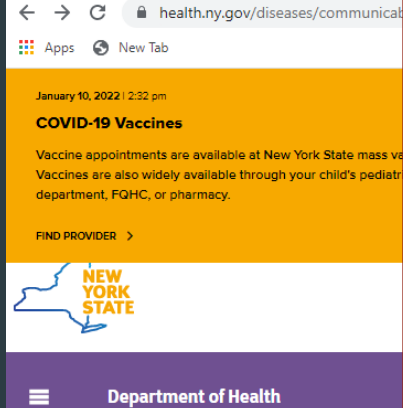 health.ny.gov/diseases/communicab
Apps New Tab
January 10, 2022 | 2:32 pm
COVID-19 Vaccines
Vaccine appointments are available at New York State mass va
Vaccines are also widely available through your child's pediatr
department, FQHC, or pharmacy.
FIND PROVIDER >
NEW
YORK
STATE
Department of Health